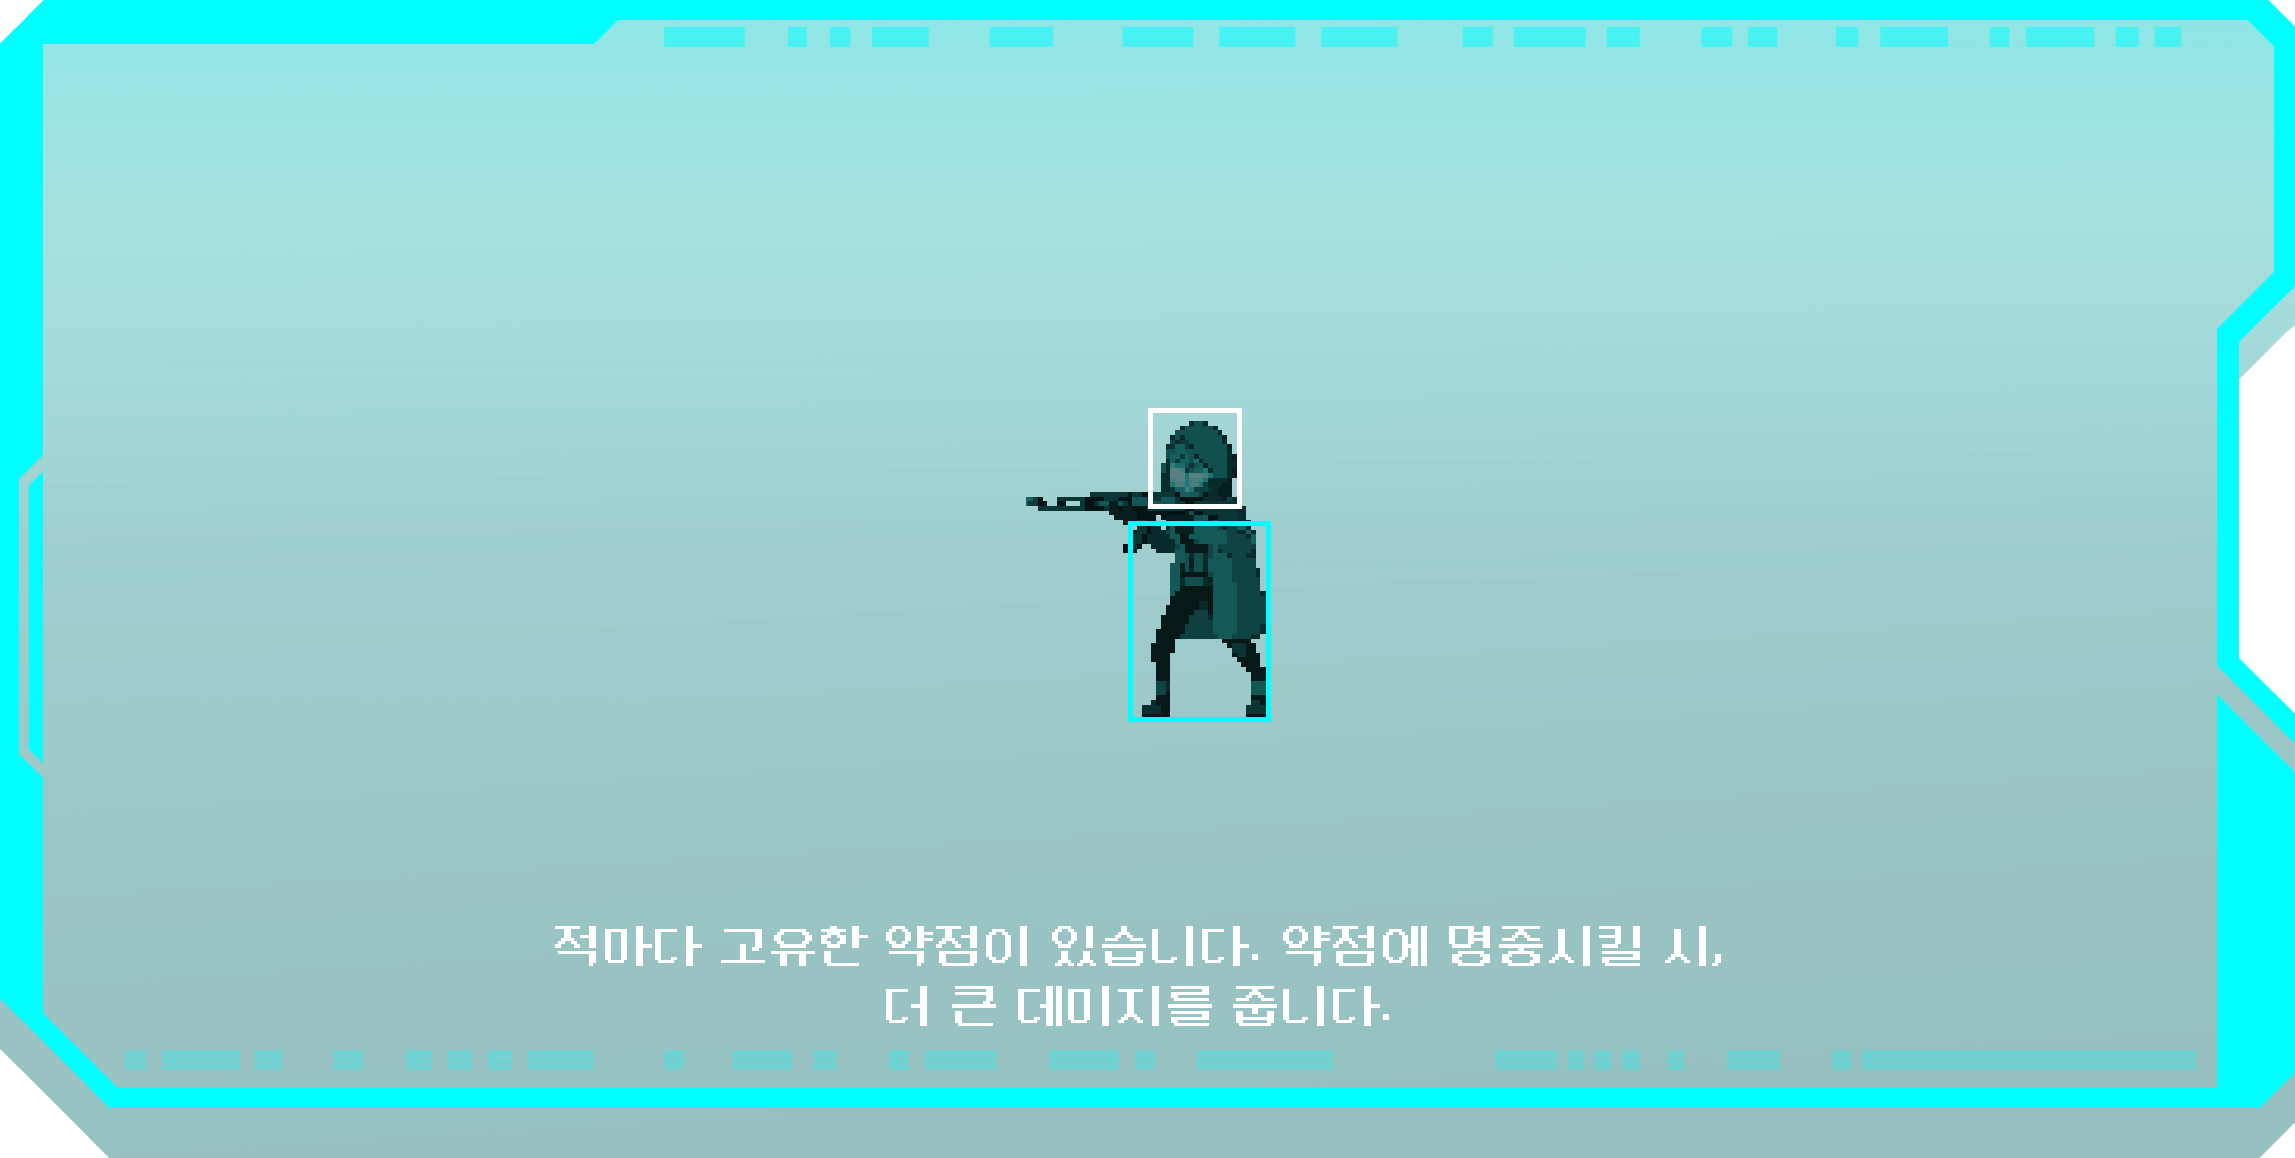 적마다 고유한 약점이 있습니다. 약점에 명중시킬 시,
더 큰 데미지를 줍니다.